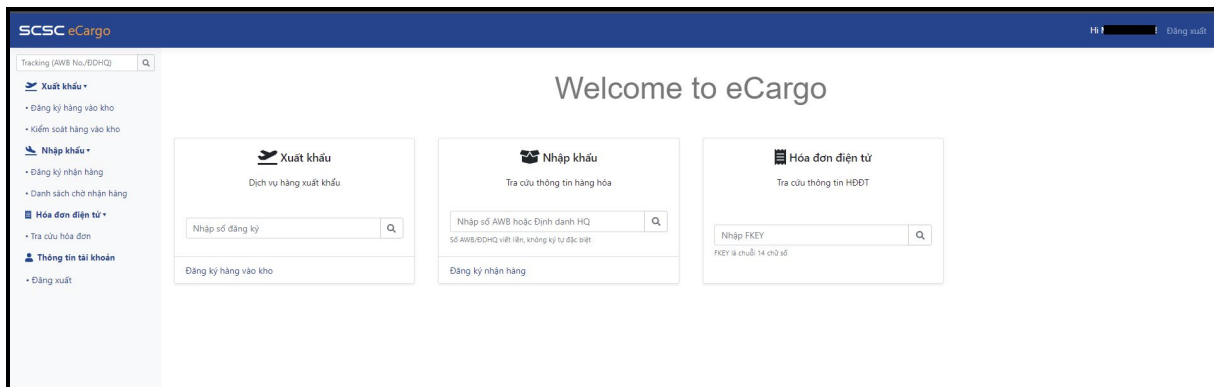 SCSC eCargo
Hi ! Đăng xuất
Tracking (AWB No./ĐDHQ)
Xuất khẩu
• Đăng ký hàng vào kho
• Kiểm soát hàng vào kho
Nhập khẩu
• Đăng ký nhận hàng
• Danh sách chờ nhận hàng
Hóa đơn điện tử
• Tra cứu hóa đơn
Thông tin tài khoản
• Đăng xuất
Welcome to eCargo
Xuất khẩu
Dịch vụ hàng xuất khẩu
Nhập số đăng ký
Đăng ký hàng vào kho
Nhập khẩu
Tra cứu thông tin hàng hóa
Nhập số AWB hoặc Định danh HQ
Số AWB/ĐDHQ viết liền, không ký tự đặc biệt
Đăng ký nhận hàng
Hóa đơn điện tử
Tra cứu thông tin HĐĐT
Nhập FKEY
FKEY là chuỗi 14 chữ số